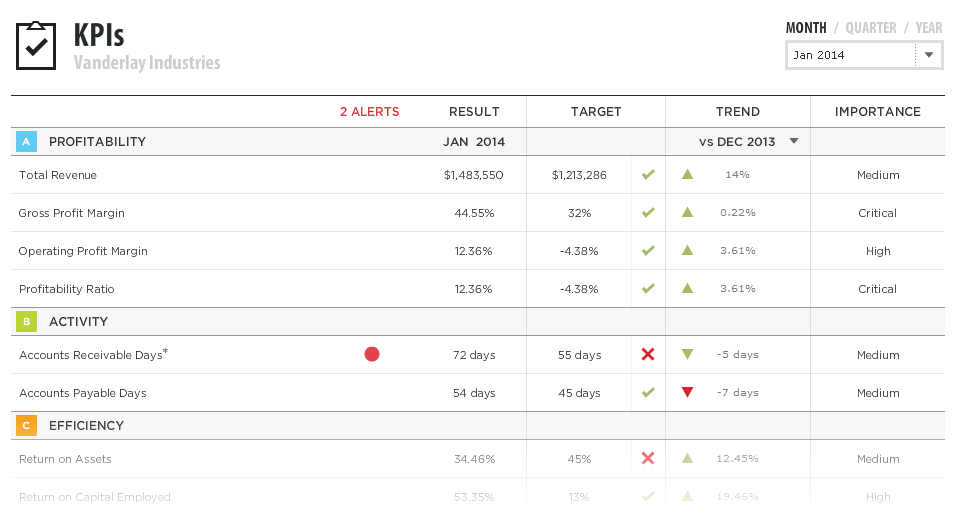 KPIs
Vanderlay Industries
MONTH / QUARTER / YEAR
Jan 2014
2 ALERTS RESULT TARGET TREND IMPORTANCE
A PROFITABILITY JAN 2014 vs DEC 2013
Total Revenue $1,483,550 $1,213,286 14% Medium
Gross Profit Margin 44.55% 32% 0.22% Critical
Operating Profit Margin 12.36% -4.38% 3.61% High
Profitability Ratio 12.36% -4.38% 3.61% Critical
B ACTIVITY
Accounts Receivable Days* 72 days 55 days -5 days Medium
Accounts Payable Days 54 days 45 days -7 days Medium
C EFFICIENCY
Return on Assets 34.46% 45% 12.45% Medium
Return on Capital Employed 53.35% 13% 19.46% High